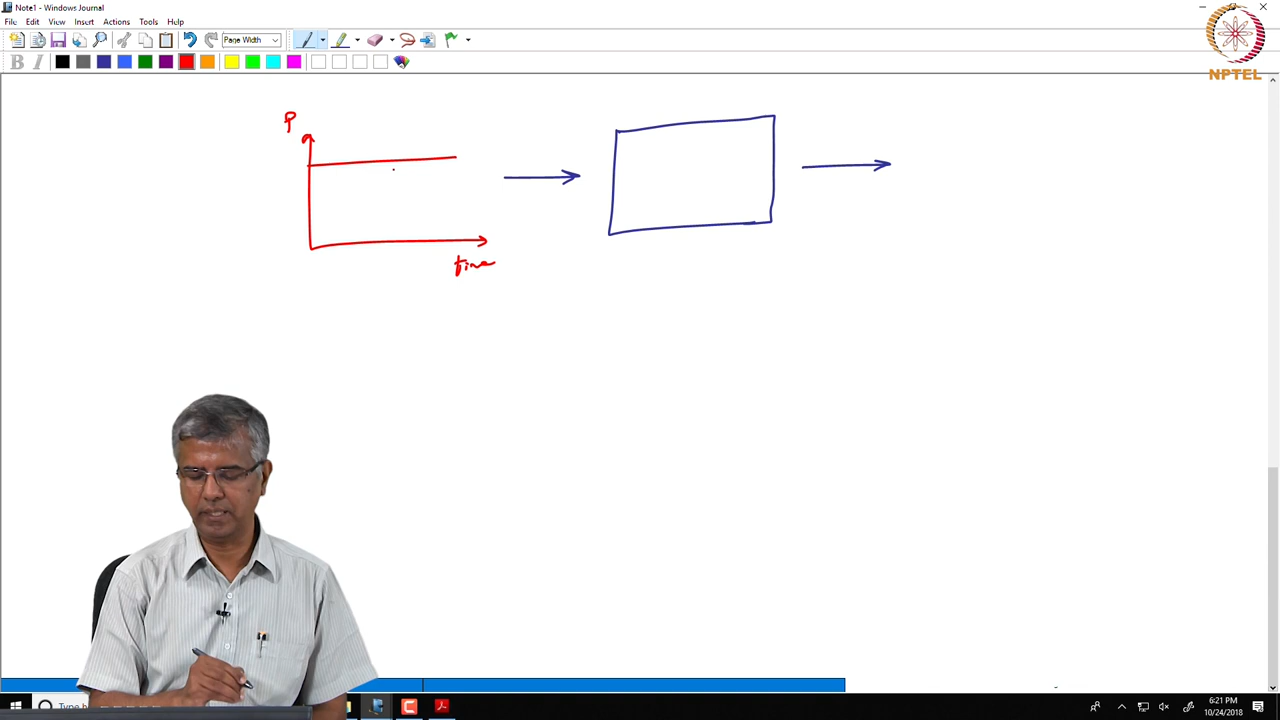 Note1 - Windows Journal
File Edit View Insert Actions Tools Help
Page Width
B I
NPTEL
P
time
6:21 PM
10/24/2018